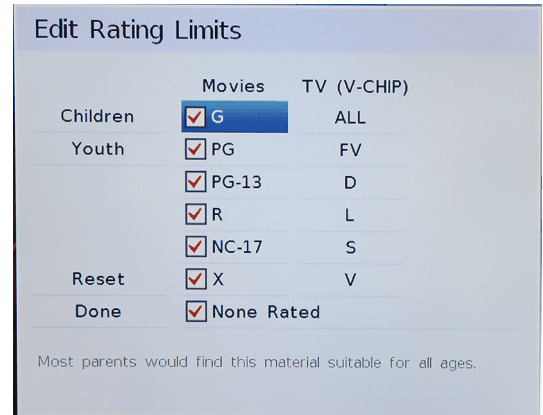 Edit Rating Limits
Movies TV (V-CHIP)
Children G ALL
Youth PG FV
PG-13 D
R L
NC-17 S
Reset X V
Done None Rated
Most parents would find this material suitable for all ages.